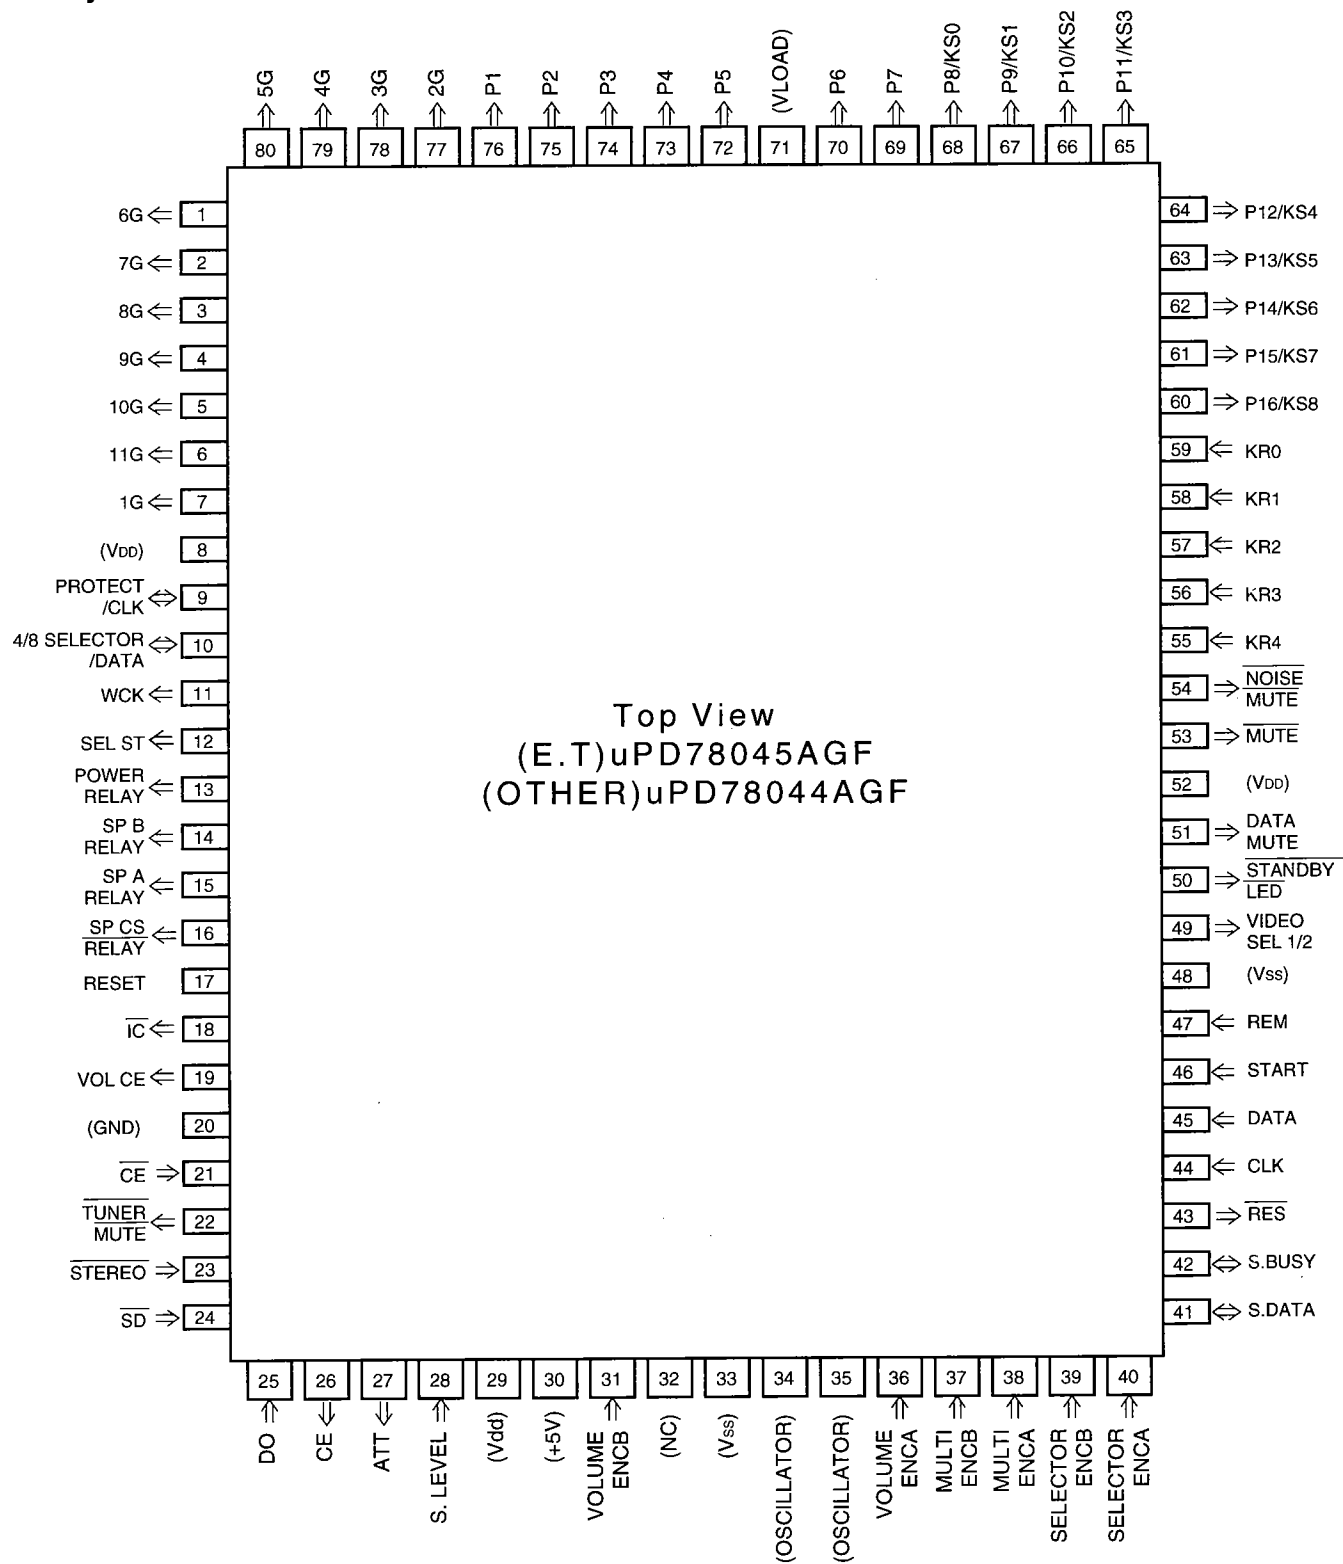 5G
4G
3G
2G
P1
P2
P3
P4
P5
(VLOAD)
P6
P7
P8/KS0
P9/KS1
P10/KS2
P11/KS3
80
79
78
77
76
75
74
73
72
71
70
69
68
67
66
65
6G 1
7G 2
8G 3
9G 4
10G 5
11G 6
1G 7
(VDD) 8
PROTECT
/CLK 9
4/8 SELECTOR
/DATA 10
WCK 11
SEL ST 12
POWER
RELAY 13
SP B
RELAY 14
SP A
RELAY 15
SP CS
RELAY 16
RESET 17
IC 18
VOL CE 19
(GND) 20
CE 21
TUNER
MUTE 22
STEREO 23
SD 24
Top View
(E.T)uPD78045AGF
(OTHER)uPD78044AGF
64 P12/KS4
63 P13/KS5
62 P14/KS6
61 P15/KS7
60 P16/KS8
59 KR0
58 KR1
57 KR2
56 KR3
55 KR4
54 NOISE
MUTE
53 MUTE
52 (VDD)
51 DATA
MUTE
50 STANDBY
LED
49 VIDEO
SEL 1/2
48 (Vss)
47 REM
46 START
45 DATA
44 CLK
43 RES
42 S.BUSY
41 S.DATA
25
26
27
28
29
30
31
32
33
34
35
36
37
38
39
40
DO
CE
ATT
S. LEVEL
(Vdd)
(+5V)
VOLUME
ENCB
(NC)
(Vss)
(OSCILLATOR)
(OSCILLATOR)
VOLUME
ENCA
MULTI
ENCB
MULTI
ENCA
SELECTOR
ENCB
SELECTOR
ENCA